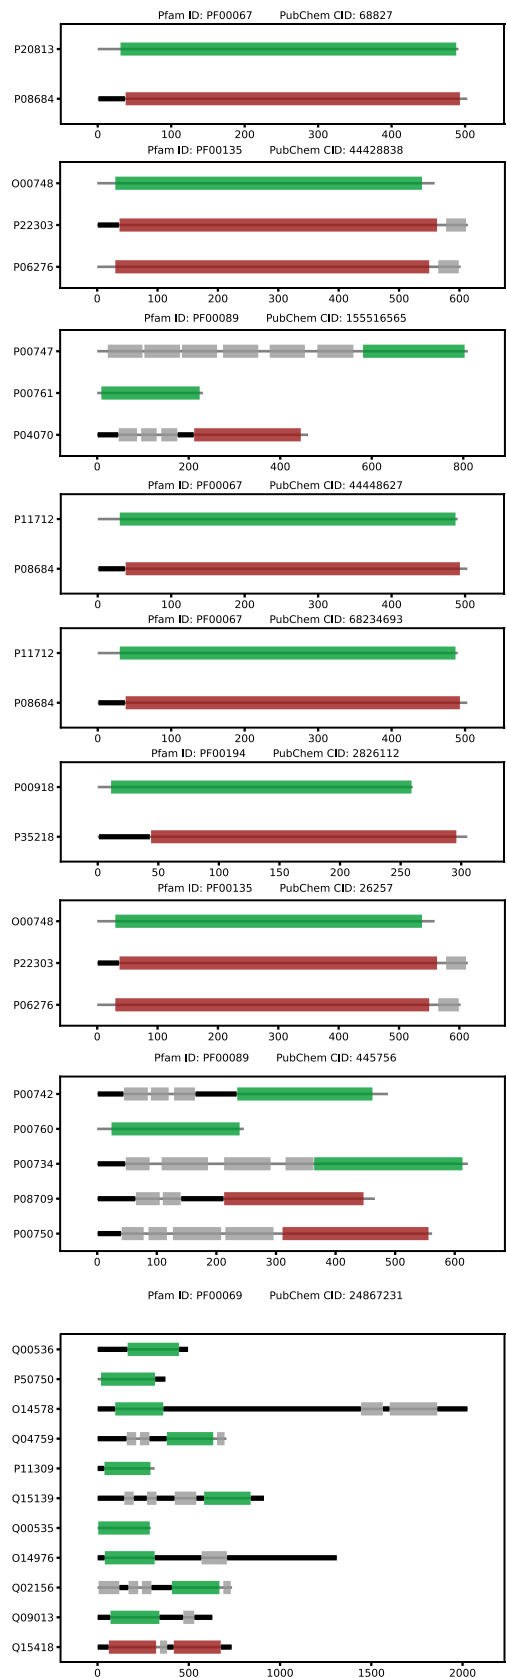 Pfam ID: PF00067 PubChem CID: 68827
P20813
P08684
0 100 200 300 400 500
Pfam ID: PF00135 PubChem CID: 44428838
O00748
P22303
P06276
0 100 200 300 400 500 600
Pfam ID: PF00089 PubChem CID: 155516565
P00747
P00761
P04070
0 200 400 600 800
Pfam ID: PF00067 PubChem CID: 44448627
P11712
P08684
0 100 200 300 400 500
Pfam ID: PF00067 PubChem CID: 68234693
P11712
P08684
0 100 200 300 400 500
Pfam ID: PF00194 PubChem CID: 2826112
P00918
P35218
0 50 100 150 200 250 300
Pfam ID: PF00135 PubChem CID: 26257
O00748
P22303
P06276
0 100 200 300 400 500 600
Pfam ID: PF00089 PubChem CID: 445756
P00742
P00760
P00734
P08709
P00750
0 100 200 300 400 500 600
Pfam ID: PF00069 PubChem CID: 24867231
Q00536
P50750
O14578
Q04759
P11309
Q15139
Q00535
O14976
Q02156
Q09013
Q15418
0 500 1000 1500 2000